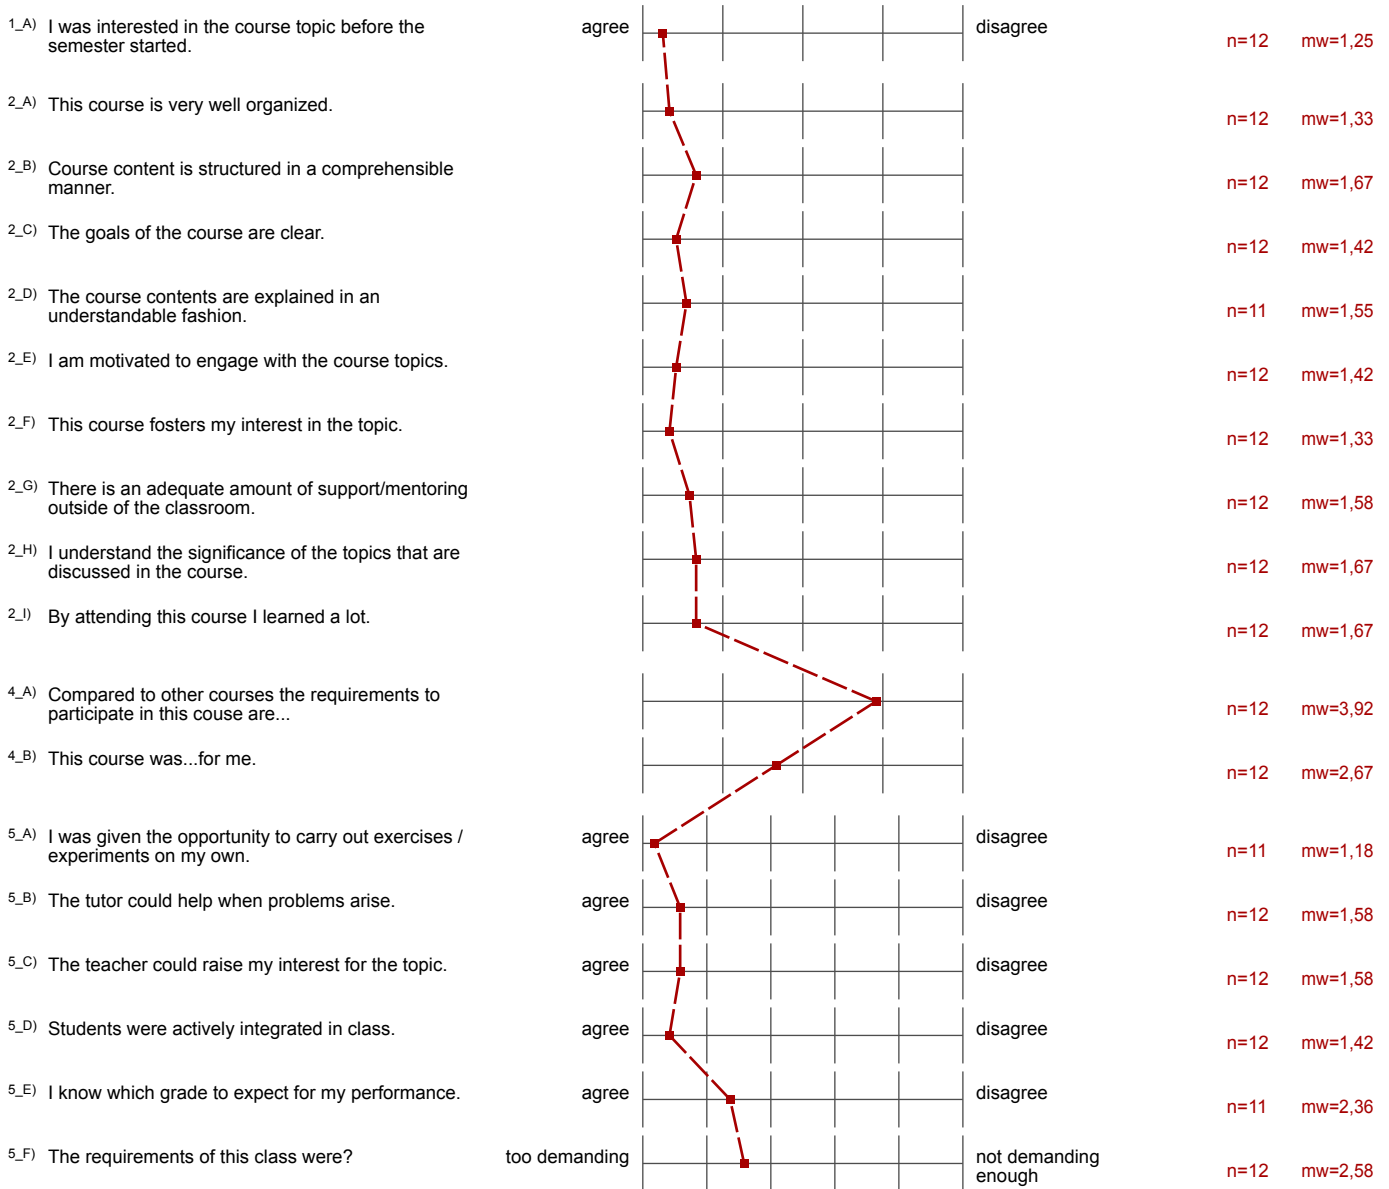 1_A) I was interested in the course topic before the
semester started.
agree
disagree
n=12 mw=1,25
2_A) This course is very well organized.
n=12 mw=1,33
2_B) Course content is structured in a comprehensible
manner.
n=12 mw=1,67
2_C) The goals of the course are clear.
n=12 mw=1,42
2_D) The course contents are explained in an
understandable fashion.
n=11 mw=1,55
2_E) I am motivated to engage with the course topics.
n=12 mw=1,42
2_F) This course fosters my interest in the topic.
n=12 mw=1,33
2_G) There is an adequate amount of support/mentoring
outside of the classroom.
n=12 mw=1,58
2_H) I understand the significance of the topics that are
discussed in the course.
n=12 mw=1,67
2_I) By attending this course I learned a lot.
n=12 mw=1,67
4_A) Compared to other courses the requirements to
participate in this couse are...
n=12 mw=3,92
4_B) This course was...for me.
n=12 mw=2,67
5_A) I was given the opportunity to carry out exercises /
experiments on my own.
agree
disagree
n=11 mw=1,18
5_B) The tutor could help when problems arise.
agree
disagree
n=12 mw=1,58
5_C) The teacher could raise my interest for the topic.
agree
disagree
n=12 mw=1,58
5_D) Students were actively integrated in class.
agree
disagree
n=12 mw=1,42
5_E) I know which grade to expect for my performance.
agree
disagree
n=11 mw=2,36
5_F) The requirements of this class were?
too demanding
not demanding
enough
n=12 mw=2,58